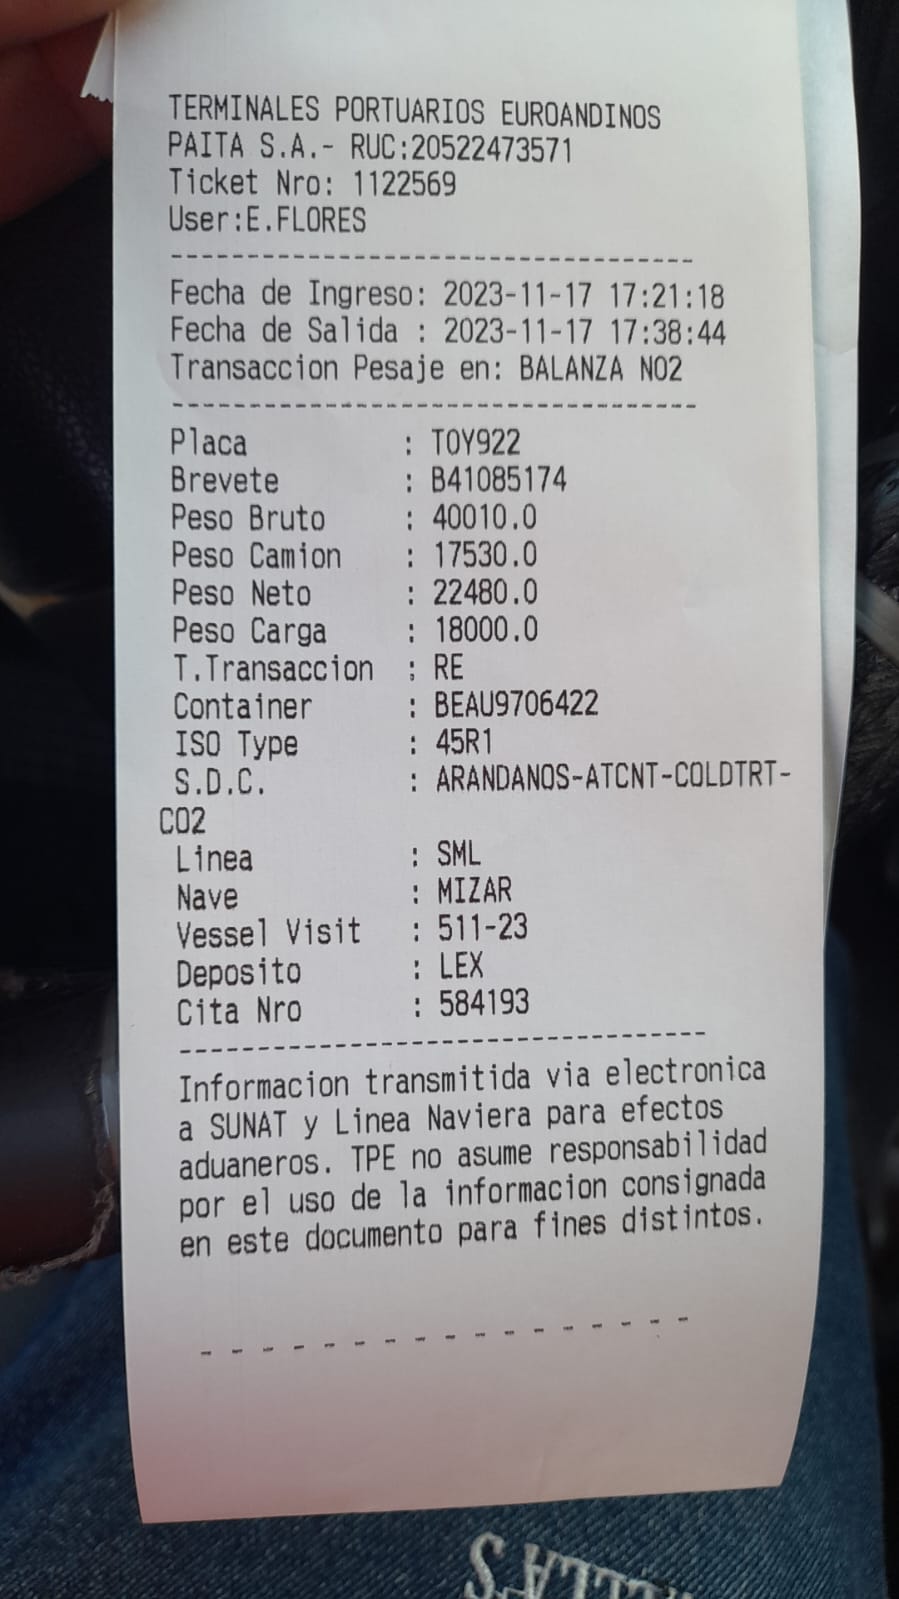 TERMINALES PORTUARIOS EUROANDINOS
PAITA S.A.- RUC:20522473571
Ticket Nro: 1122569
User:E.FLORES
----------------------------------
Fecha de Ingreso: 2023-11-17 17:21:18
Fecha de Salida : 2023-11-17 17:38:44
Transaccion Pesaje en: BALANZA NO2
----------------------------------
Placa : TOY922
Brevete : B41085174
Peso Bruto : 40010.0
Peso Camion : 17530.0
Peso Neto : 22480.0
Peso Carga : 18000.0
T.Transaccion : RE
Container : BEAU9706422
ISO Type : 45R1
S.D.C. : ARANDANOS-ATCNT-COLDTRT-
CO2
Linea : SML
Nave : MIZAR
Vessel Visit : 511-23
Deposito : LEX
Cita Nro : 584193
----------------------------------
Informacion transmitida via electronica
a SUNAT y Linea Naviera para efectos
aduaneros. TPE no asume responsabilidad
por el uso de la informacion consignada
en este documento para fines distintos.
- - - - - - - - - - - - - - - - -